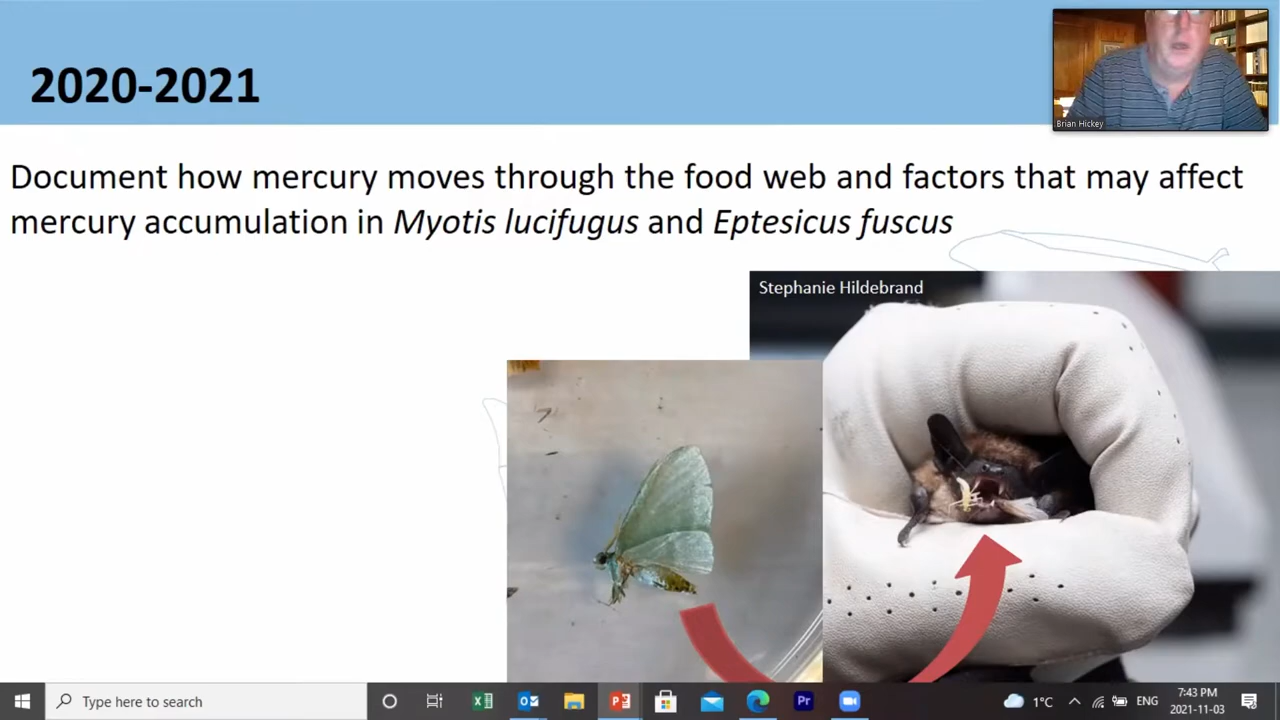 2020-2021
Brian Hickey
Document how mercury moves through the food web and factors that may affect
mercury accumulation in Myotis lucifugus and Eptesicus fuscus
Stephanie Hildebrand
Type here to search
Pr
1°C
ENG
7:43 PM
2021-11-03